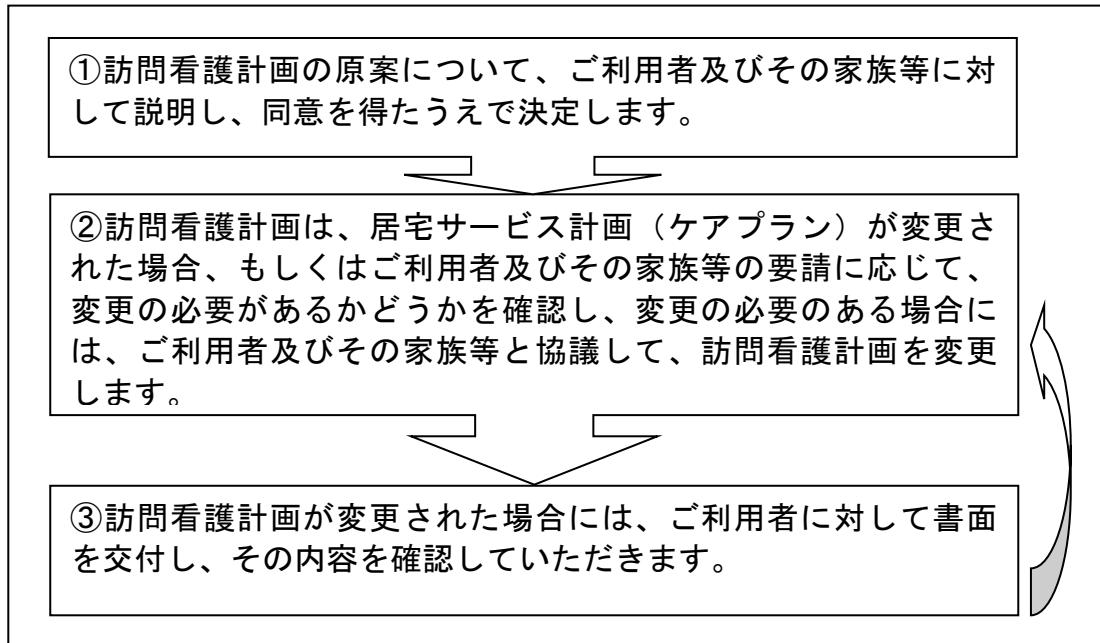 ①訪問看護計画の原案について、ご利用者及びその家族等に対
して説明し、同意を得たうえで決定します。
②訪問看護計画は、居宅サービス計画（ケアプラン）が変更さ
れた場合、もしくはご利用者及びその家族等の要請に応じて、
変更の必要があるかどうかを確認し、変更の必要のある場合に
は、ご利用者及びその家族等と協議して、訪問看護計画を変更
します。
③訪問看護計画が変更された場合には、ご利用者に対して書面
を交付し、その内容を確認していただきます。